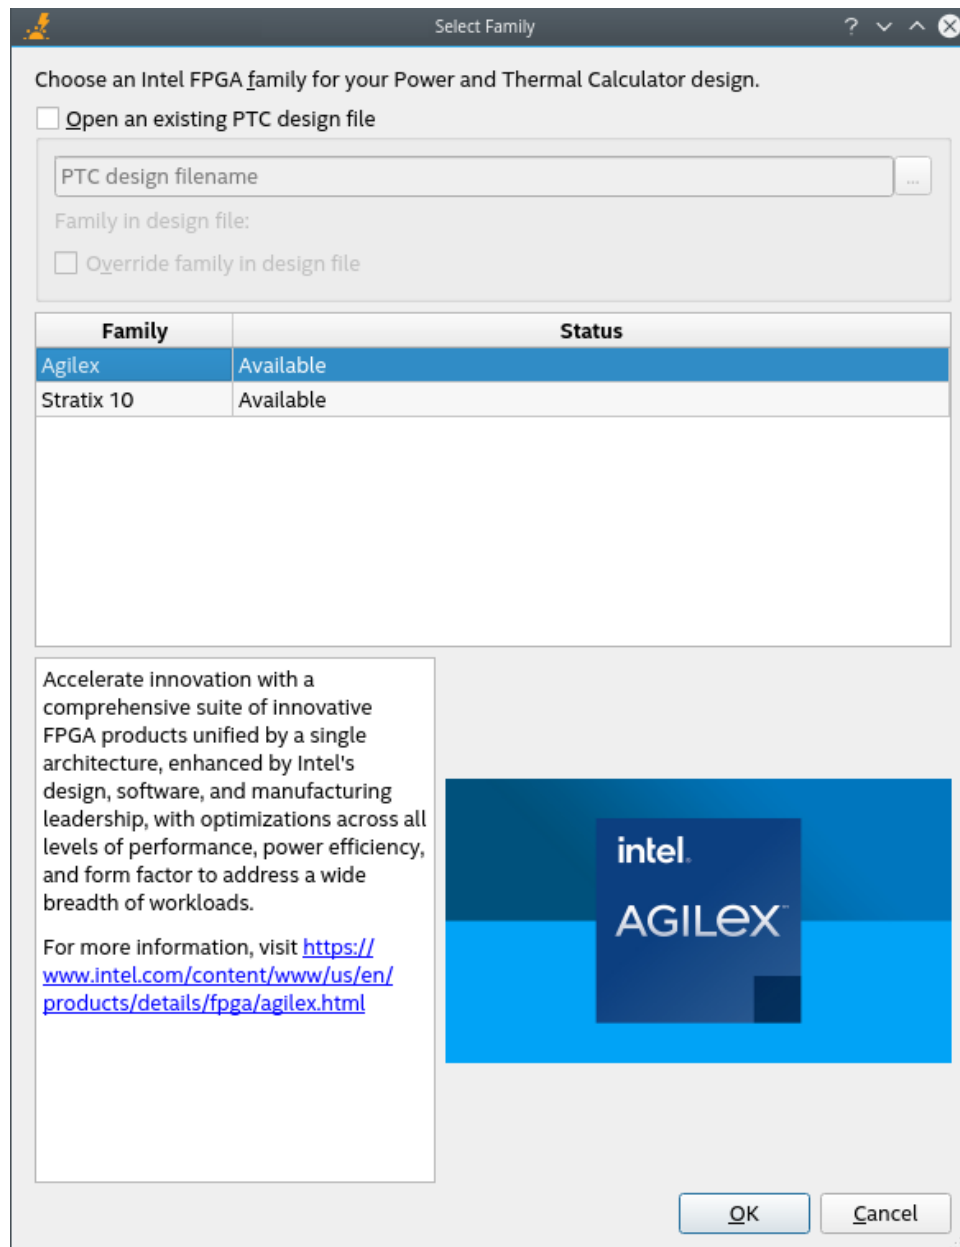 Select Family
Choose an Intel FPGA family for your Power and Thermal Calculator design.
Open an existing PTC design file
PTC design filename
...
Family in design file:
Override family in design file
Family Status
Agilex Available
Stratix 10 Available
Accelerate innovation with a
comprehensive suite of innovative
FPGA products unified by a single
architecture, enhanced by Intel's
design, software, and manufacturing
leadership, with optimizations across all
levels of performance, power efficiency,
and form factor to address a wide
breadth of workloads.
For more information, visit https://
www.intel.com/content/www/us/en/
products/details/fpga/agilex.html
intel.
AGILEX™
OK Cancel